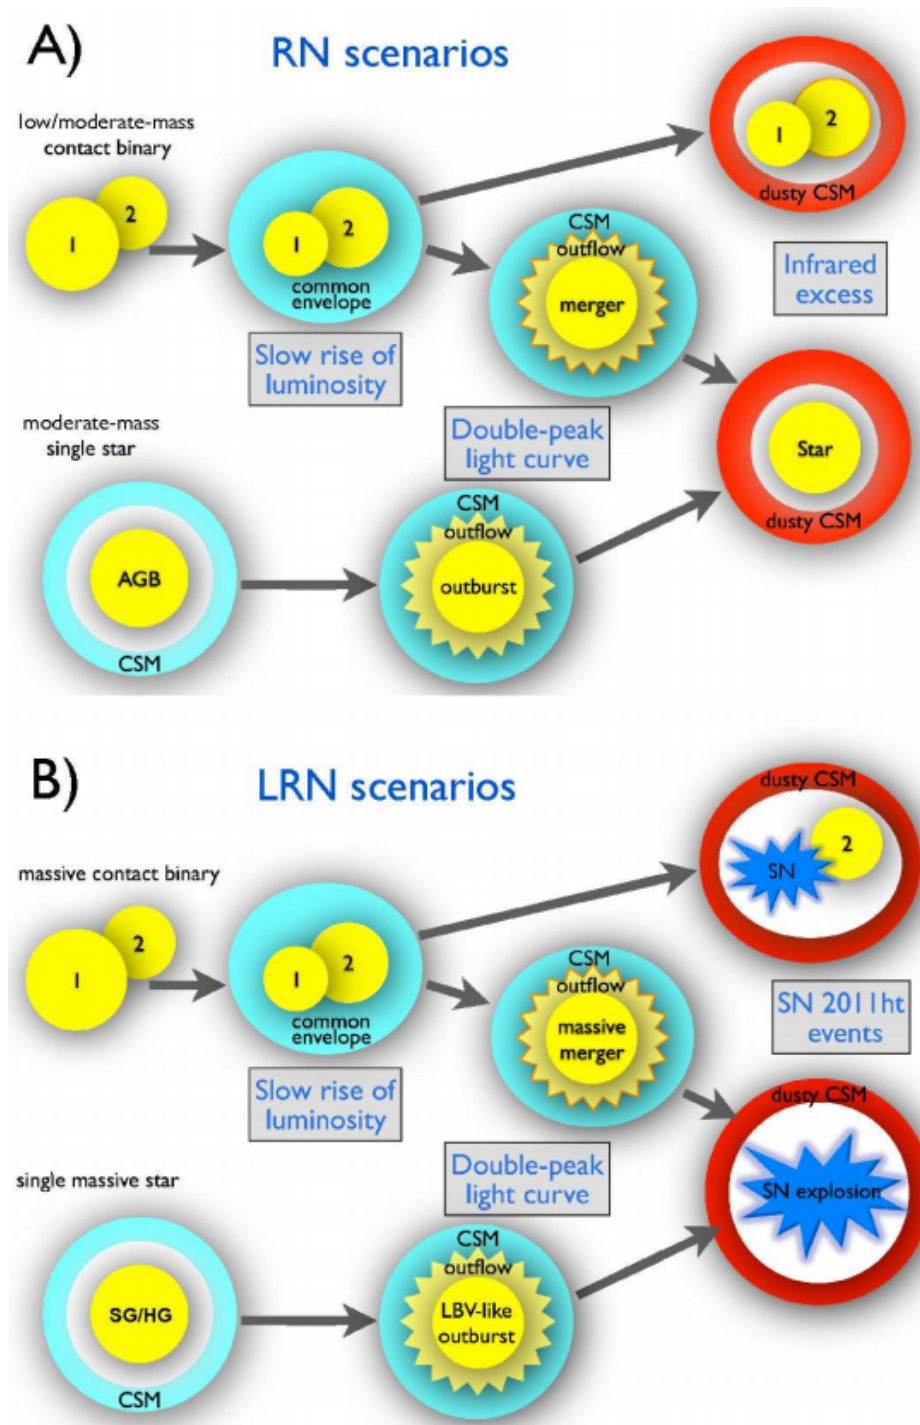 A)
RN scenarios
low/moderate-mass
contact binary
1
2
1
2
common
envelope
Slow rise of
luminosity
CSM
outflow
merger
1
2
dusty CSM
Infrared
excess
Double-peak
light curve
Star
dusty CSM
moderate-mass
single star
AGB
CSM
CSM
outflow
outburst
B)
LRN scenarios
massive contact binary
1
2
1
2
common
envelope
Slow rise of
luminosity
CSM
outflow
massive
merger
dusty CSM
SN
2
SN 2011ht
events
Double-peak
light curve
dusty CSM
SN explosion
single massive star
SG/HG
CSM
CSM
outflow
LBV-like
outburst